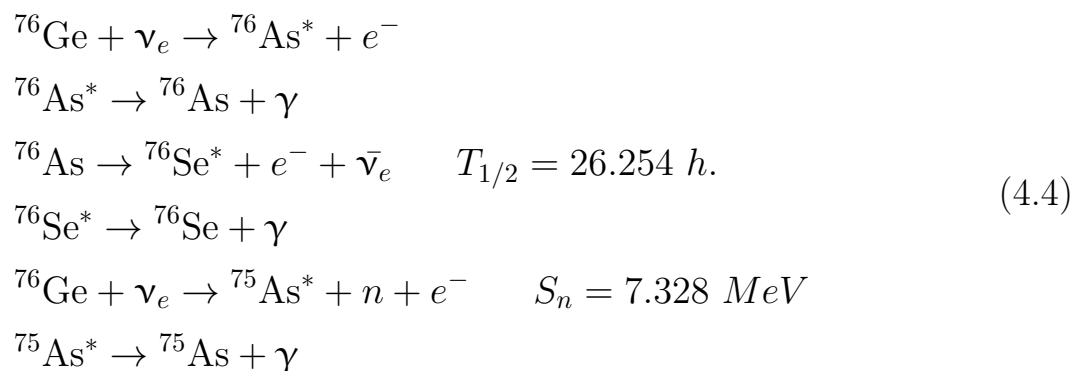 ⁷⁶Ge + νₑ → ⁷⁶As* + e⁻
⁷⁶As* → ⁷⁶As + γ
⁷⁶As → ⁷⁶Se* + e⁻ + ν̄ₑ T₁/₂ = 26.254 h.
⁷⁶Se* → ⁷⁶Se + γ
⁷⁶Ge + νₑ → ⁷⁵As* + n + e⁻ Sₙ = 7.328 MeV
⁷⁵As* → ⁷⁵As + γ
(4.4)